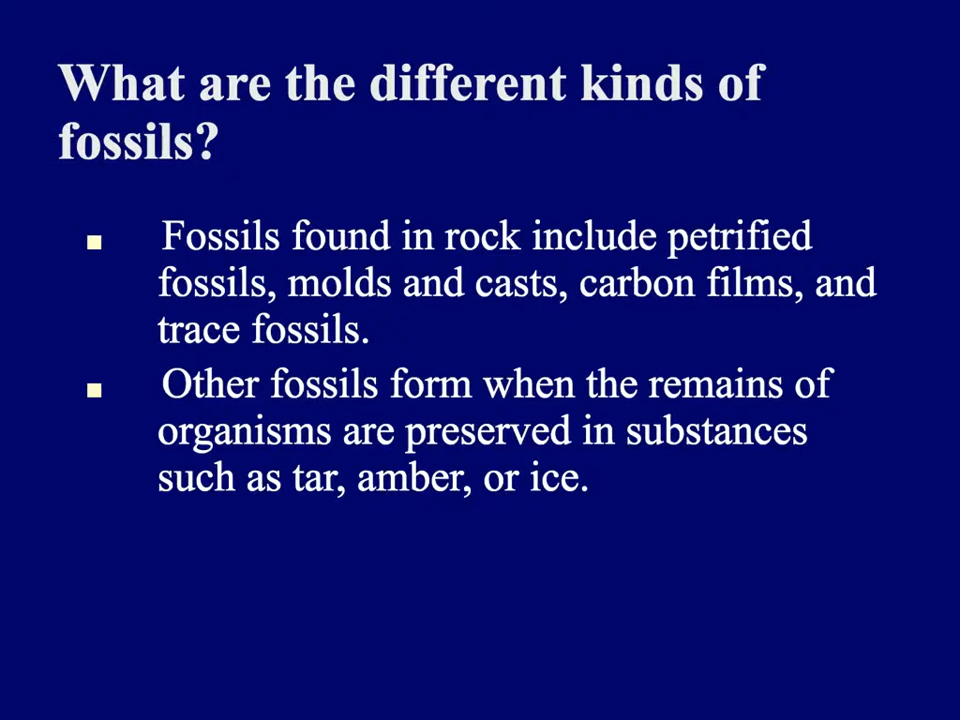 What are the different kinds of
fossils?
Fossils found in rock include petrified
fossils, molds and casts, carbon films, and
trace fossils.
Other fossils form when the remains of
organisms are preserved in substances
such as tar, amber, or ice.